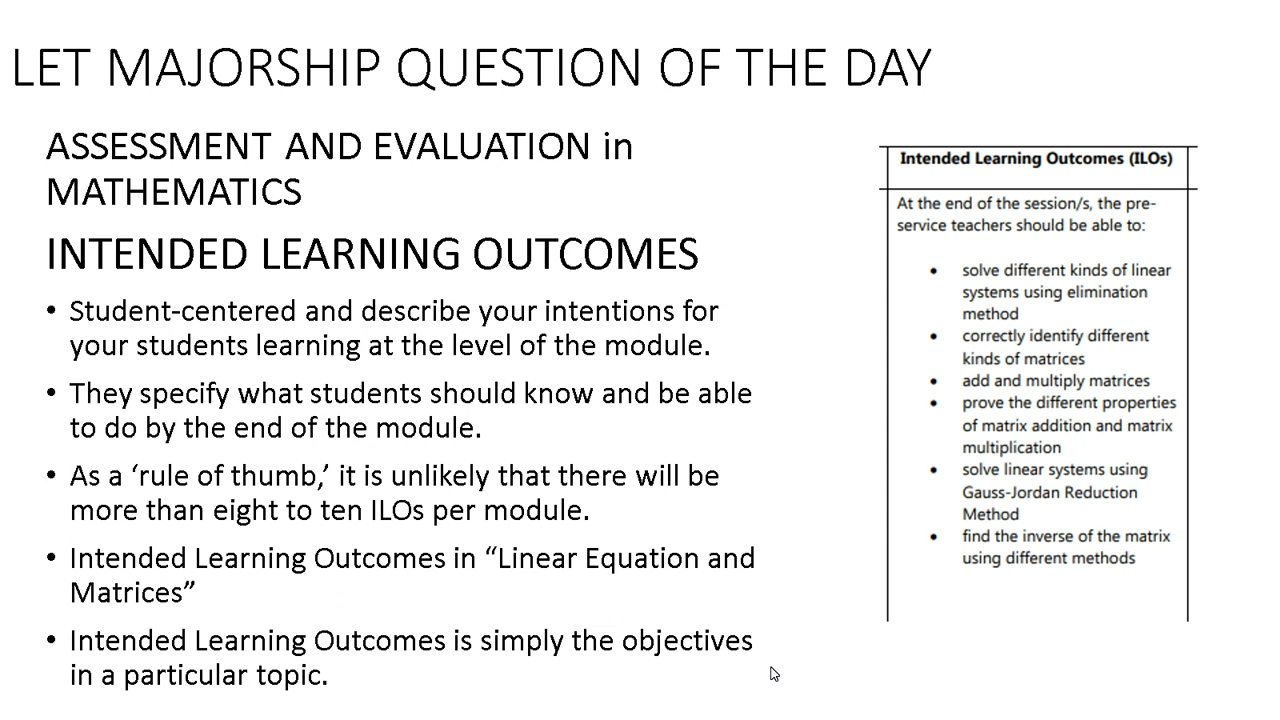 LET MAJORSHIP QUESTION OF THE DAY
ASSESSMENT AND EVALUATION in
MATHEMATICS
INTENDED LEARNING OUTCOMES
• Student-centered and describe your intentions for
your students learning at the level of the module.
• They specify what students should know and be able
to do by the end of the module.
• As a ‘rule of thumb,’ it is unlikely that there will be
more than eight to ten ILOs per module.
• Intended Learning Outcomes in “Linear Equation and
Matrices”
• Intended Learning Outcomes is simply the objectives
in a particular topic.
Intended Learning Outcomes (ILOs)
At the end of the session/s, the pre-
service teachers should be able to:
• solve different kinds of linear
systems using elimination
method
• correctly identify different
kinds of matrices
• add and multiply matrices
• prove the different properties
of matrix addition and matrix
multiplication
• solve linear systems using
Gauss-Jordan Reduction
Method
• find the inverse of the matrix
using different methods